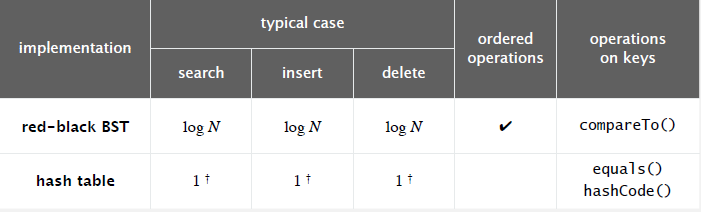 implementation
typical case
ordered
operations
operations
on keys
search
insert
delete
red-black BST
log N
log N
log N
✔
compareTo()
hash table
1 †
1 †
1 †
equals()
hashCode()